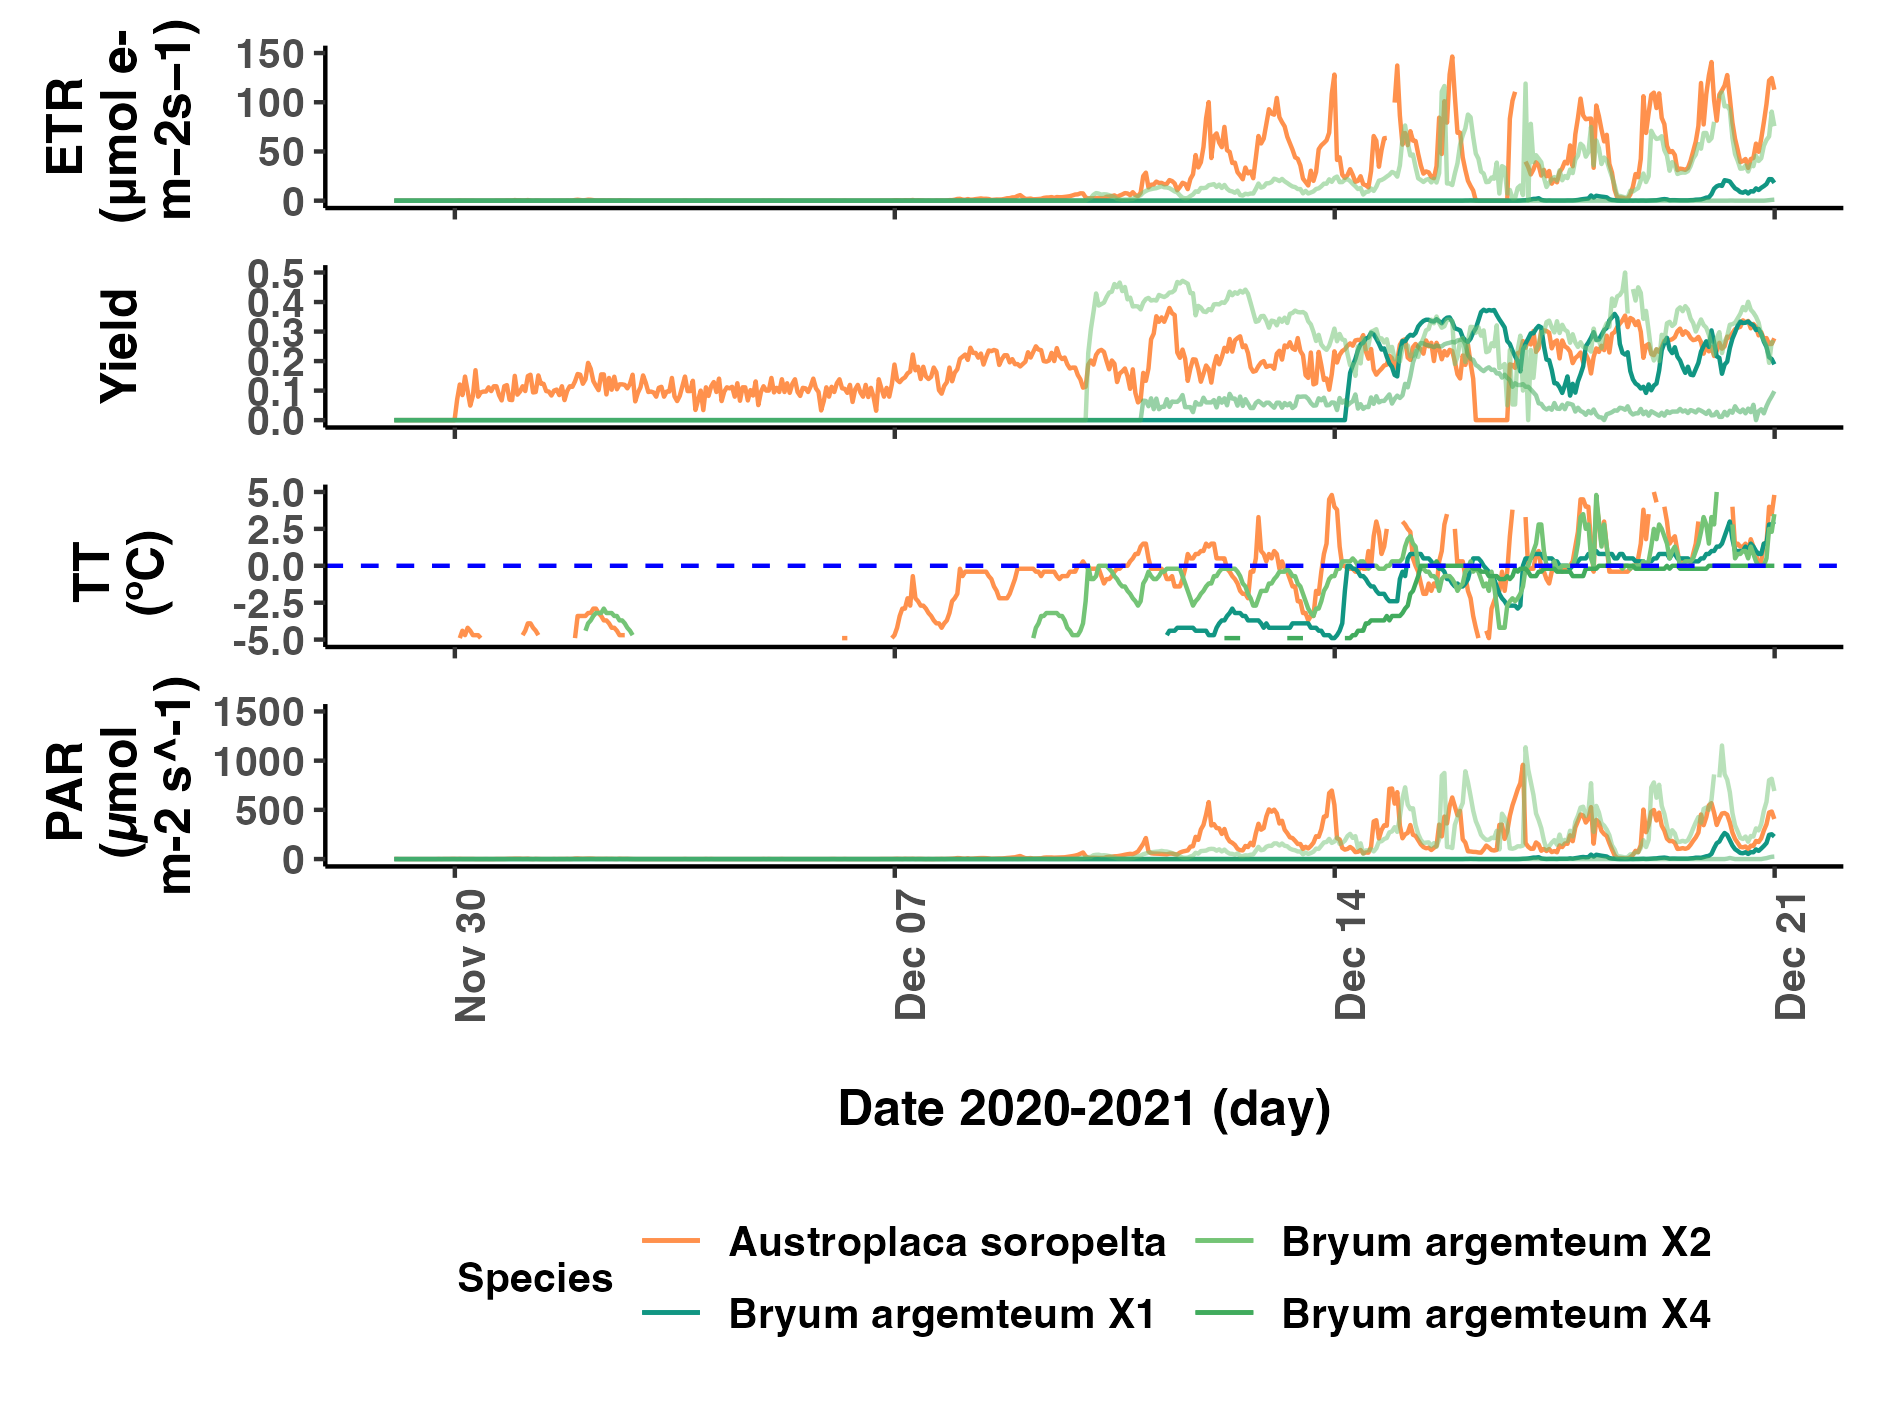 ETR
(µmol e-
m−2s−1)
150
100
50
0
Yield
0.5
0.4
0.3
0.2
0.1
0.0
TT
(ºC)
5.0
2.5
0.0
-2.5
-5.0
PAR
(µmol
m-2 s^-1)
1500
1000
500
0
Nov 30
Dec 07
Dec 14
Dec 21
Date 2020-2021 (day)
Species
Austroplaca soropelta
Bryum argemteum X2
Bryum argemteum X1
Bryum argemteum X4